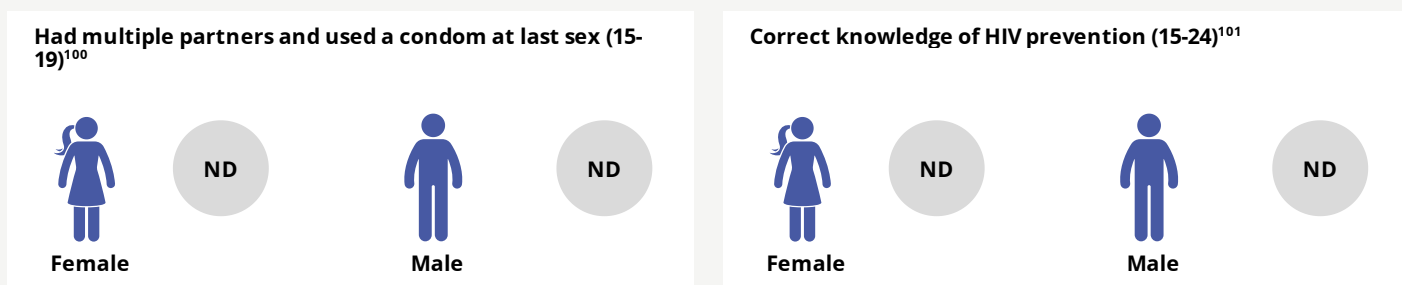 Had multiple partners and used a condom at last sex (15-
19)¹⁰⁰
ND
ND
Female
Male
Correct knowledge of HIV prevention (15-24)¹⁰¹
ND
ND
Female
Male